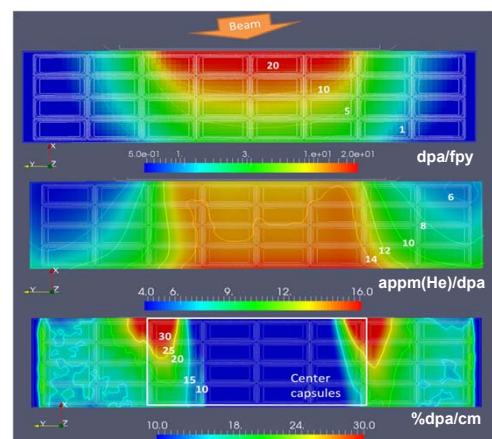 Beam
20
10
5
1
X
Y Z
5.0e-01 1. 3. 1.e+01 2.0e+01
dpa/fpy
6
8
10
12
14
X
Y Z
appm(He)/dpa
4.0 6. 9. 12. 16.0
30
25
20
15
10
Center
capsules
Y Z
%dpa/cm
10.0 18. 24. 30.0